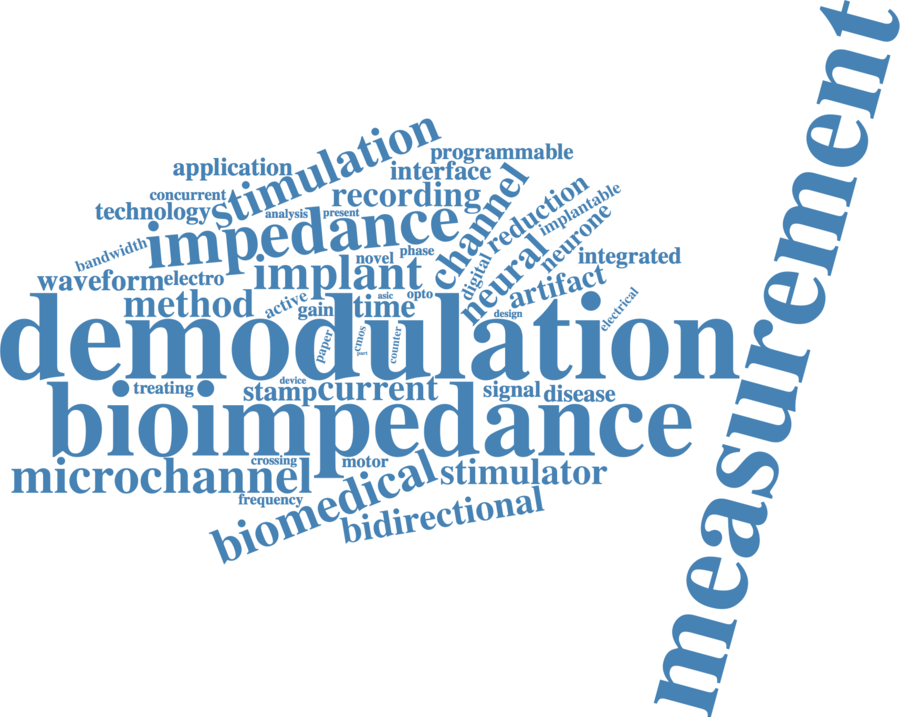 measurement
stimulation
programmable
application
interface
concurrent
recording
channel
reduction
implantable
technology
analysis
present
impedance
neurone
bandwidth
novel
phase
neural
integrated
waveform
electro
implant
digital
artifact
method
active
gain
asic
opto
time
electrical
design
demodulation
paper
cmos
part
counter
treating
device
stamp
current
signal
disease
bioimpedance
microchannel
crossing
motor
stimulator
frequency
biomedical
bidirectional